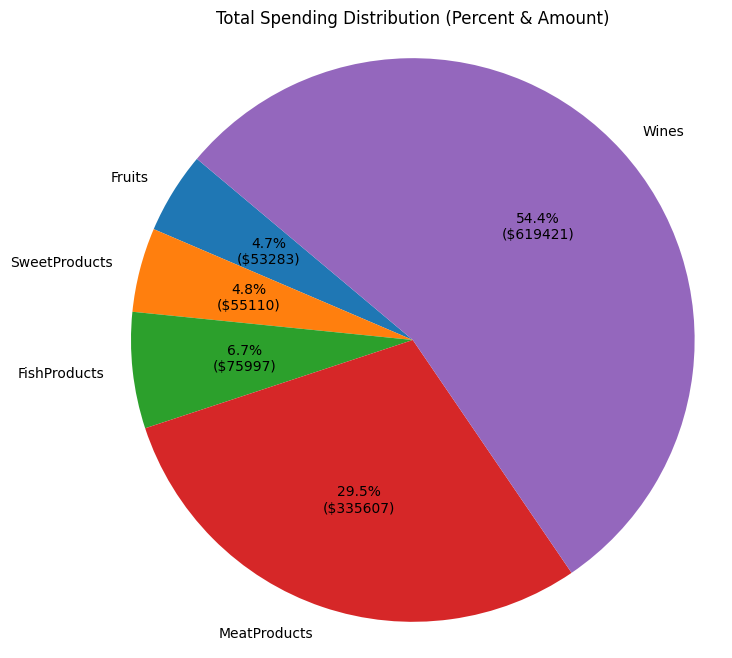 Total Spending Distribution (Percent & Amount)
Wines
54.4%
($619421)
Fruits
4.7%
($53283)
SweetProducts
4.8%
($55110)
FishProducts
6.7%
($75997)
29.5%
($335607)
MeatProducts